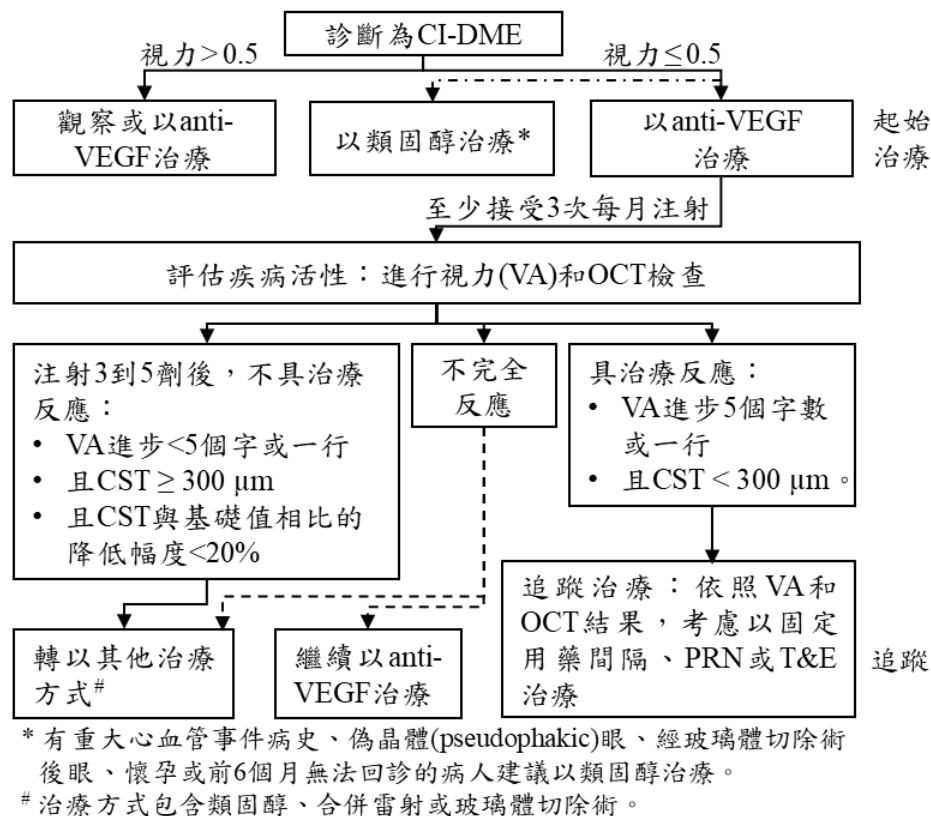 診斷為CI-DME
視力>0.5
視力≤0.5
觀察或以anti-
VEGF治療
以類固醇治療*
以anti-VEGF
治療
起始
治療
至少接受3次每月注射
評估疾病活性：進行視力(VA)和OCT檢查
注射3到5劑後，不具治療
反應：
• VA進步<5個字或一行
• 且CST ≥ 300 μm
• 且CST與基礎值相比的
降低幅度<20%
不完全
反應
具治療反應：
• VA進步5個字數
或一行
• 且CST < 300 μm。
轉以其他治療
方式#
繼續以anti-
VEGF治療
追蹤治療：依照VA和
OCT結果，考慮以固定
用藥間隔、PRN或T&E
治療
追蹤
* 有重大心血管事件病史、偽晶體(pseudophakic)眼、經玻璃體切除術
後眼、懷孕或前6個月無法回診的病人建議以類固醇治療。
# 治療方式包含類固醇、合併雷射或玻璃體切除術。